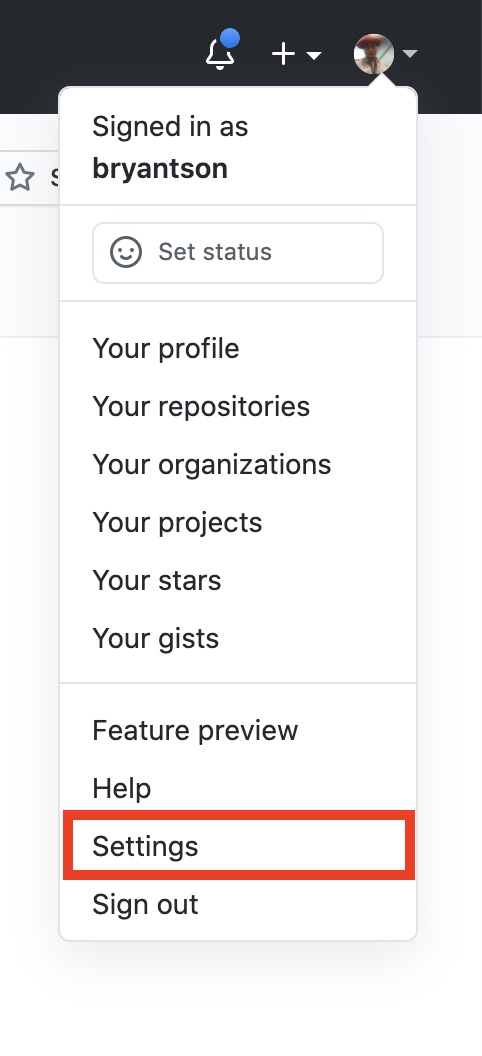 Signed in as
bryantson
S
Set status
Your profile
Your repositories
Your organizations
Your projects
Your stars
Your gists
Feature preview
Help
Settings
Sign out